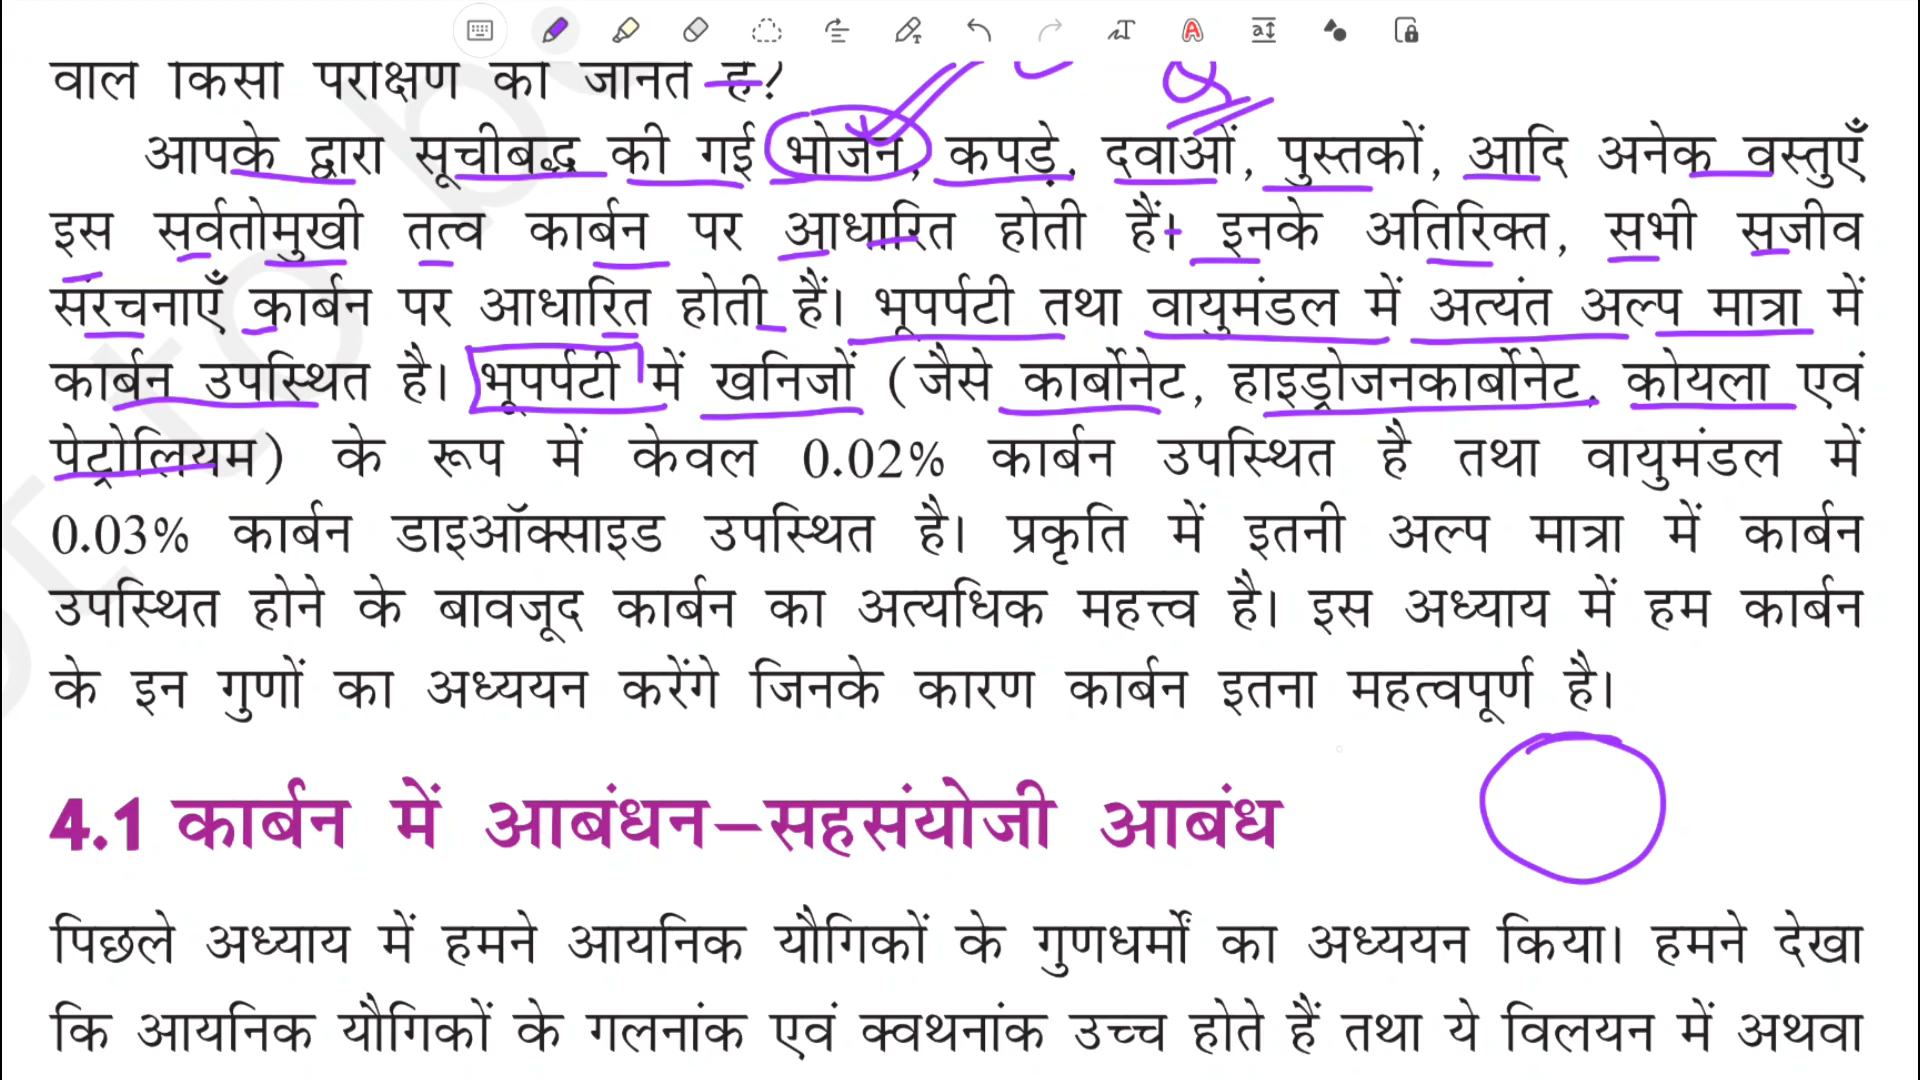 वाले किसी परीक्षण को जानते हैं?
आपके द्वारा सूचीबद्ध की गई भोजन, कपड़े, दवाओं, पुस्तकों, आदि अनेक वस्तुएँ
इस सर्वतोमुखी तत्व कार्बन पर आधारित होती हैं। इनके अतिरिक्त, सभी सजीव
संरचनाएँ कार्बन पर आधारित होती हैं। भूपर्पटी तथा वायुमंडल में अत्यंत अल्प मात्रा में
कार्बन उपस्थित है। भूपर्पटी में खनिजों (जैसे कार्बोनेट, हाइड्रोजनकार्बोनेट, कोयला एवं
पेट्रोलियम) के रूप में केवल 0.02% कार्बन उपस्थित है तथा वायुमंडल में
0.03% कार्बन डाइऑक्साइड उपस्थित है। प्रकृति में इतनी अल्प मात्रा में कार्बन
उपस्थित होने के बावजूद कार्बन का अत्यधिक महत्त्व है। इस अध्याय में हम कार्बन
के इन गुणों का अध्ययन करेंगे जिनके कारण कार्बन इतना महत्वपूर्ण है।
4.1 कार्बन में आबंधन–सहसंयोजी आबंध
पिछले अध्याय में हमने आयनिक यौगिकों के गुणधर्मों का अध्ययन किया। हमने देखा
कि आयनिक यौगिकों के गलनांक एवं क्वथनांक उच्च होते हैं तथा ये विलयन में अथवा